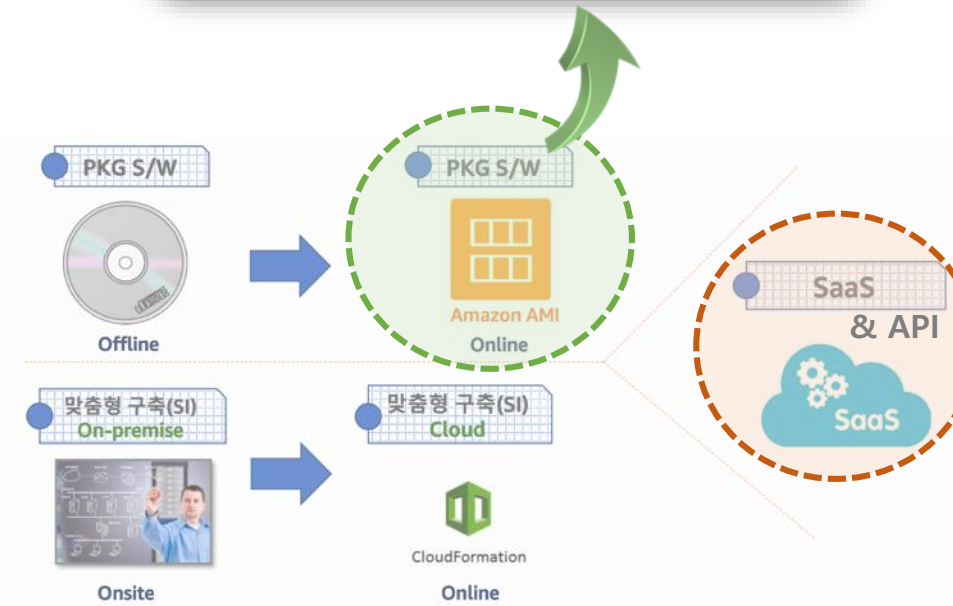 PKG S/W
Offline
PKG S/W
Amazon AMI
Online
맞춤형 구축(SI)
On-premise
Onsite
맞춤형 구축(SI)
Cloud
CloudFormation
Online
SaaS
& API
SaaS